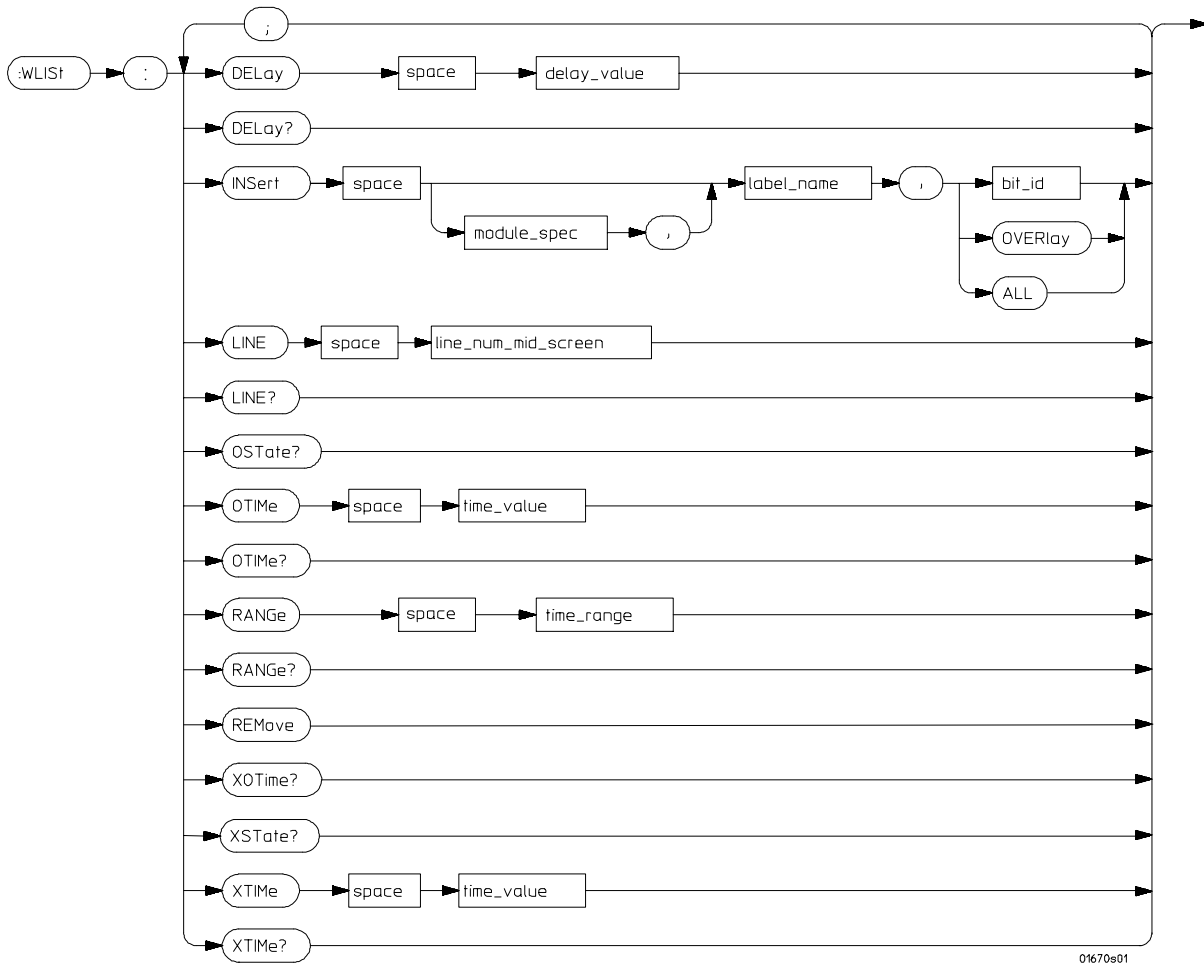 ;
:WLISt : DELay space delay_value
DELay?
INSert space label_name , bit_id
module_spec , OVERlay
ALL
LINE space line_num_mid_screen
LINE?
OSTate?
OTIMe space time_value
OTIMe?
RANGe space time_range
RANGe?
REMove
XOTime?
XSTate?
XTIMe space time_value
XTIMe?
01670s01